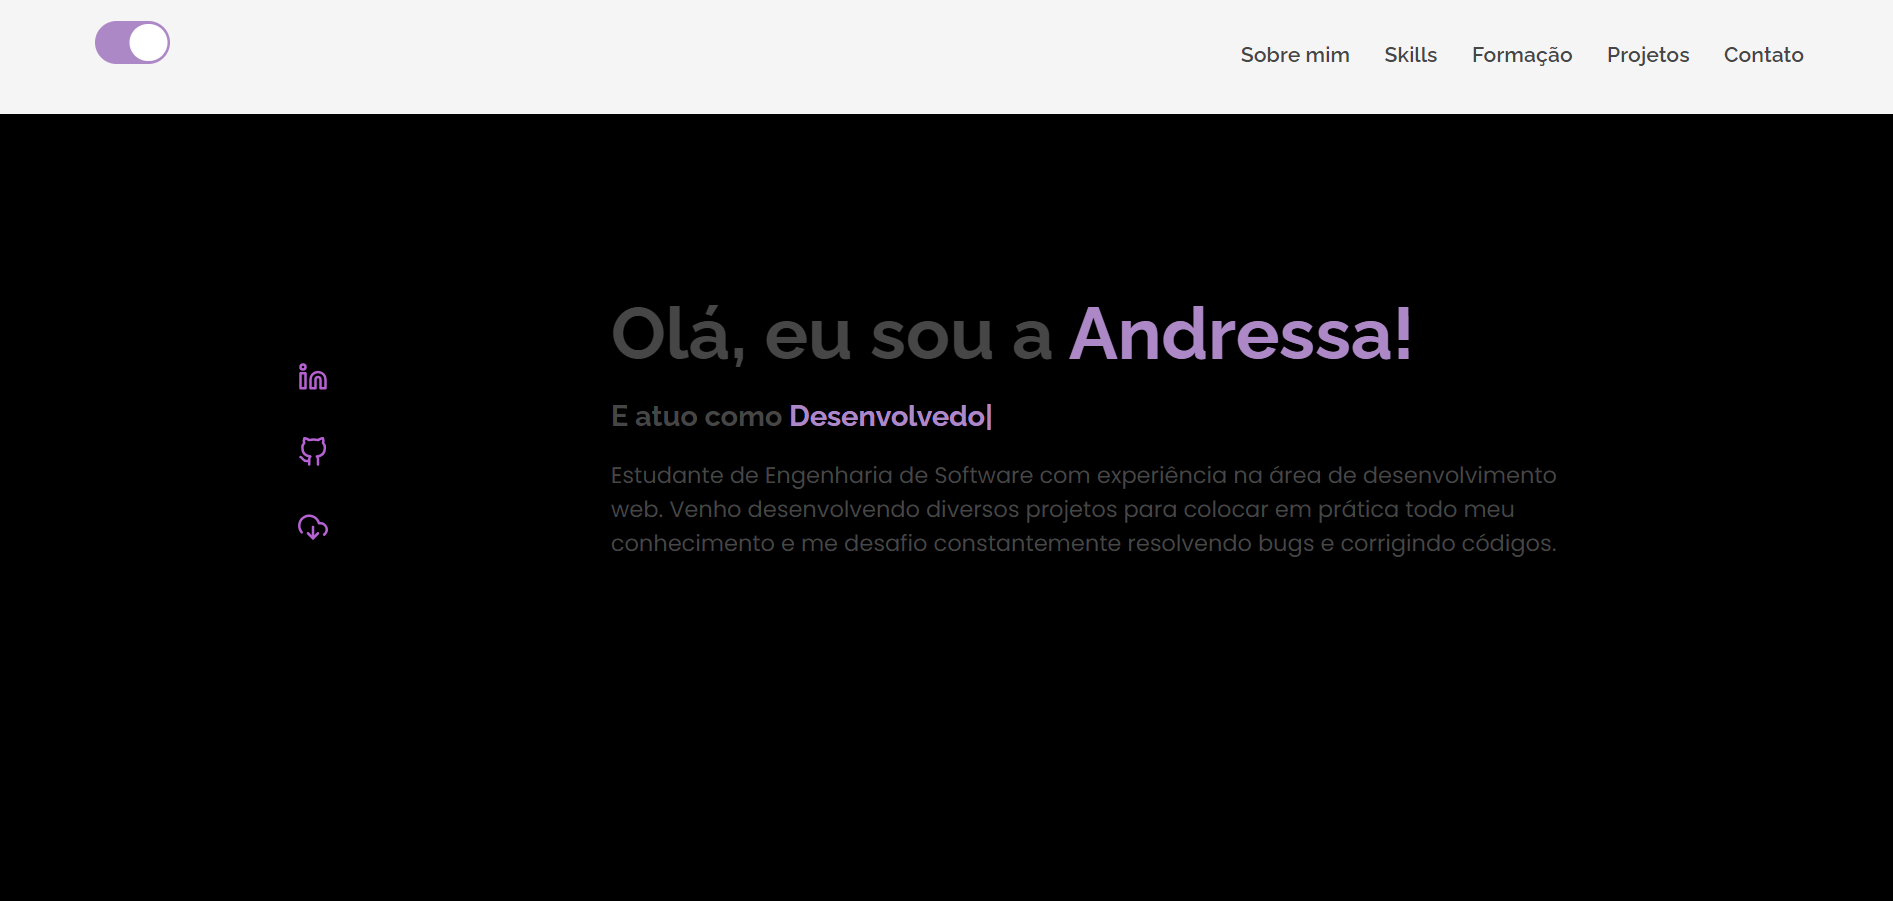 Sobre mim Skills Formação Projetos Contato
Olá, eu sou a Andressa!
E atuo como Desenvolvedo|
Estudante de Engenharia de Software com experiência na área de desenvolvimento
web. Venho desenvolvendo diversos projetos para colocar em prática todo meu
conhecimento e me desafio constantemente resolvendo bugs e corrigindo códigos.